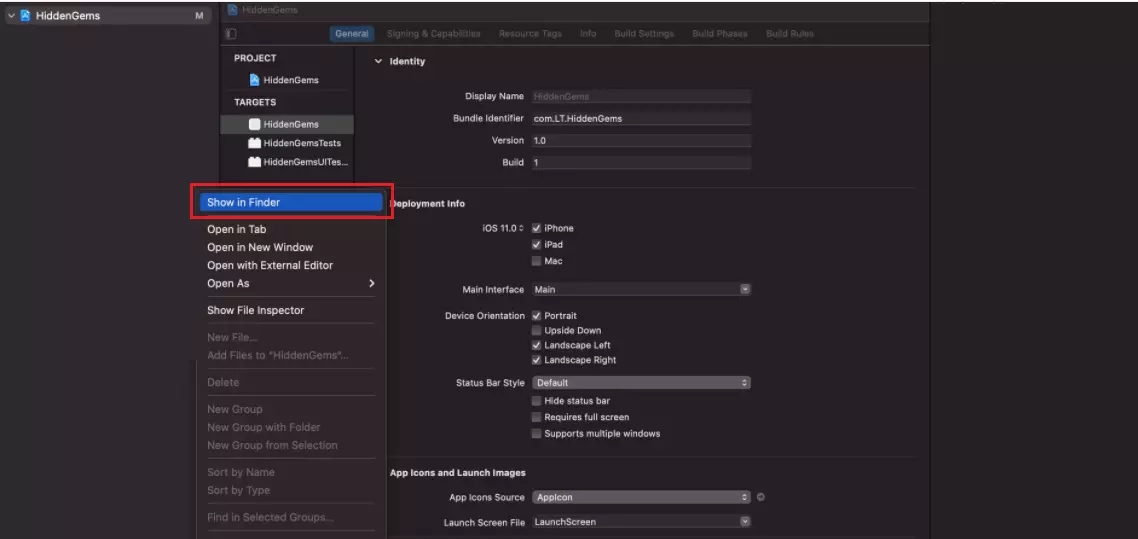 HiddenGems M
HiddenGems
General Signing & Capabilities Resource Tags Info Build Settings Build Phases Build Rules
PROJECT
HiddenGems
TARGETS
HiddenGems
HiddenGemsTests
HiddenGemsUITes...
Identity
Display Name HiddenGems
Bundle Identifier com.LT.HiddenGems
Version 1.0
Build 1
Show in Finder
Open in Tab
Open in New Window
Open with External Editor
Open As
Show File Inspector
New File...
Add Files to "HiddenGems"...
Delete
New Group
New Group with Folder
New Group from Selection
Sort by Name
Sort by Type
Find in Selected Groups...
Deployment Info
iOS 11.0 iPhone
iPad
Mac
Main Interface Main
Device Orientation Portrait
Upside Down
Landscape Left
Landscape Right
Status Bar Style Default
Hide status bar
Requires full screen
Supports multiple windows
App Icons and Launch Images
App Icons Source AppIcon
Launch Screen File LaunchScreen